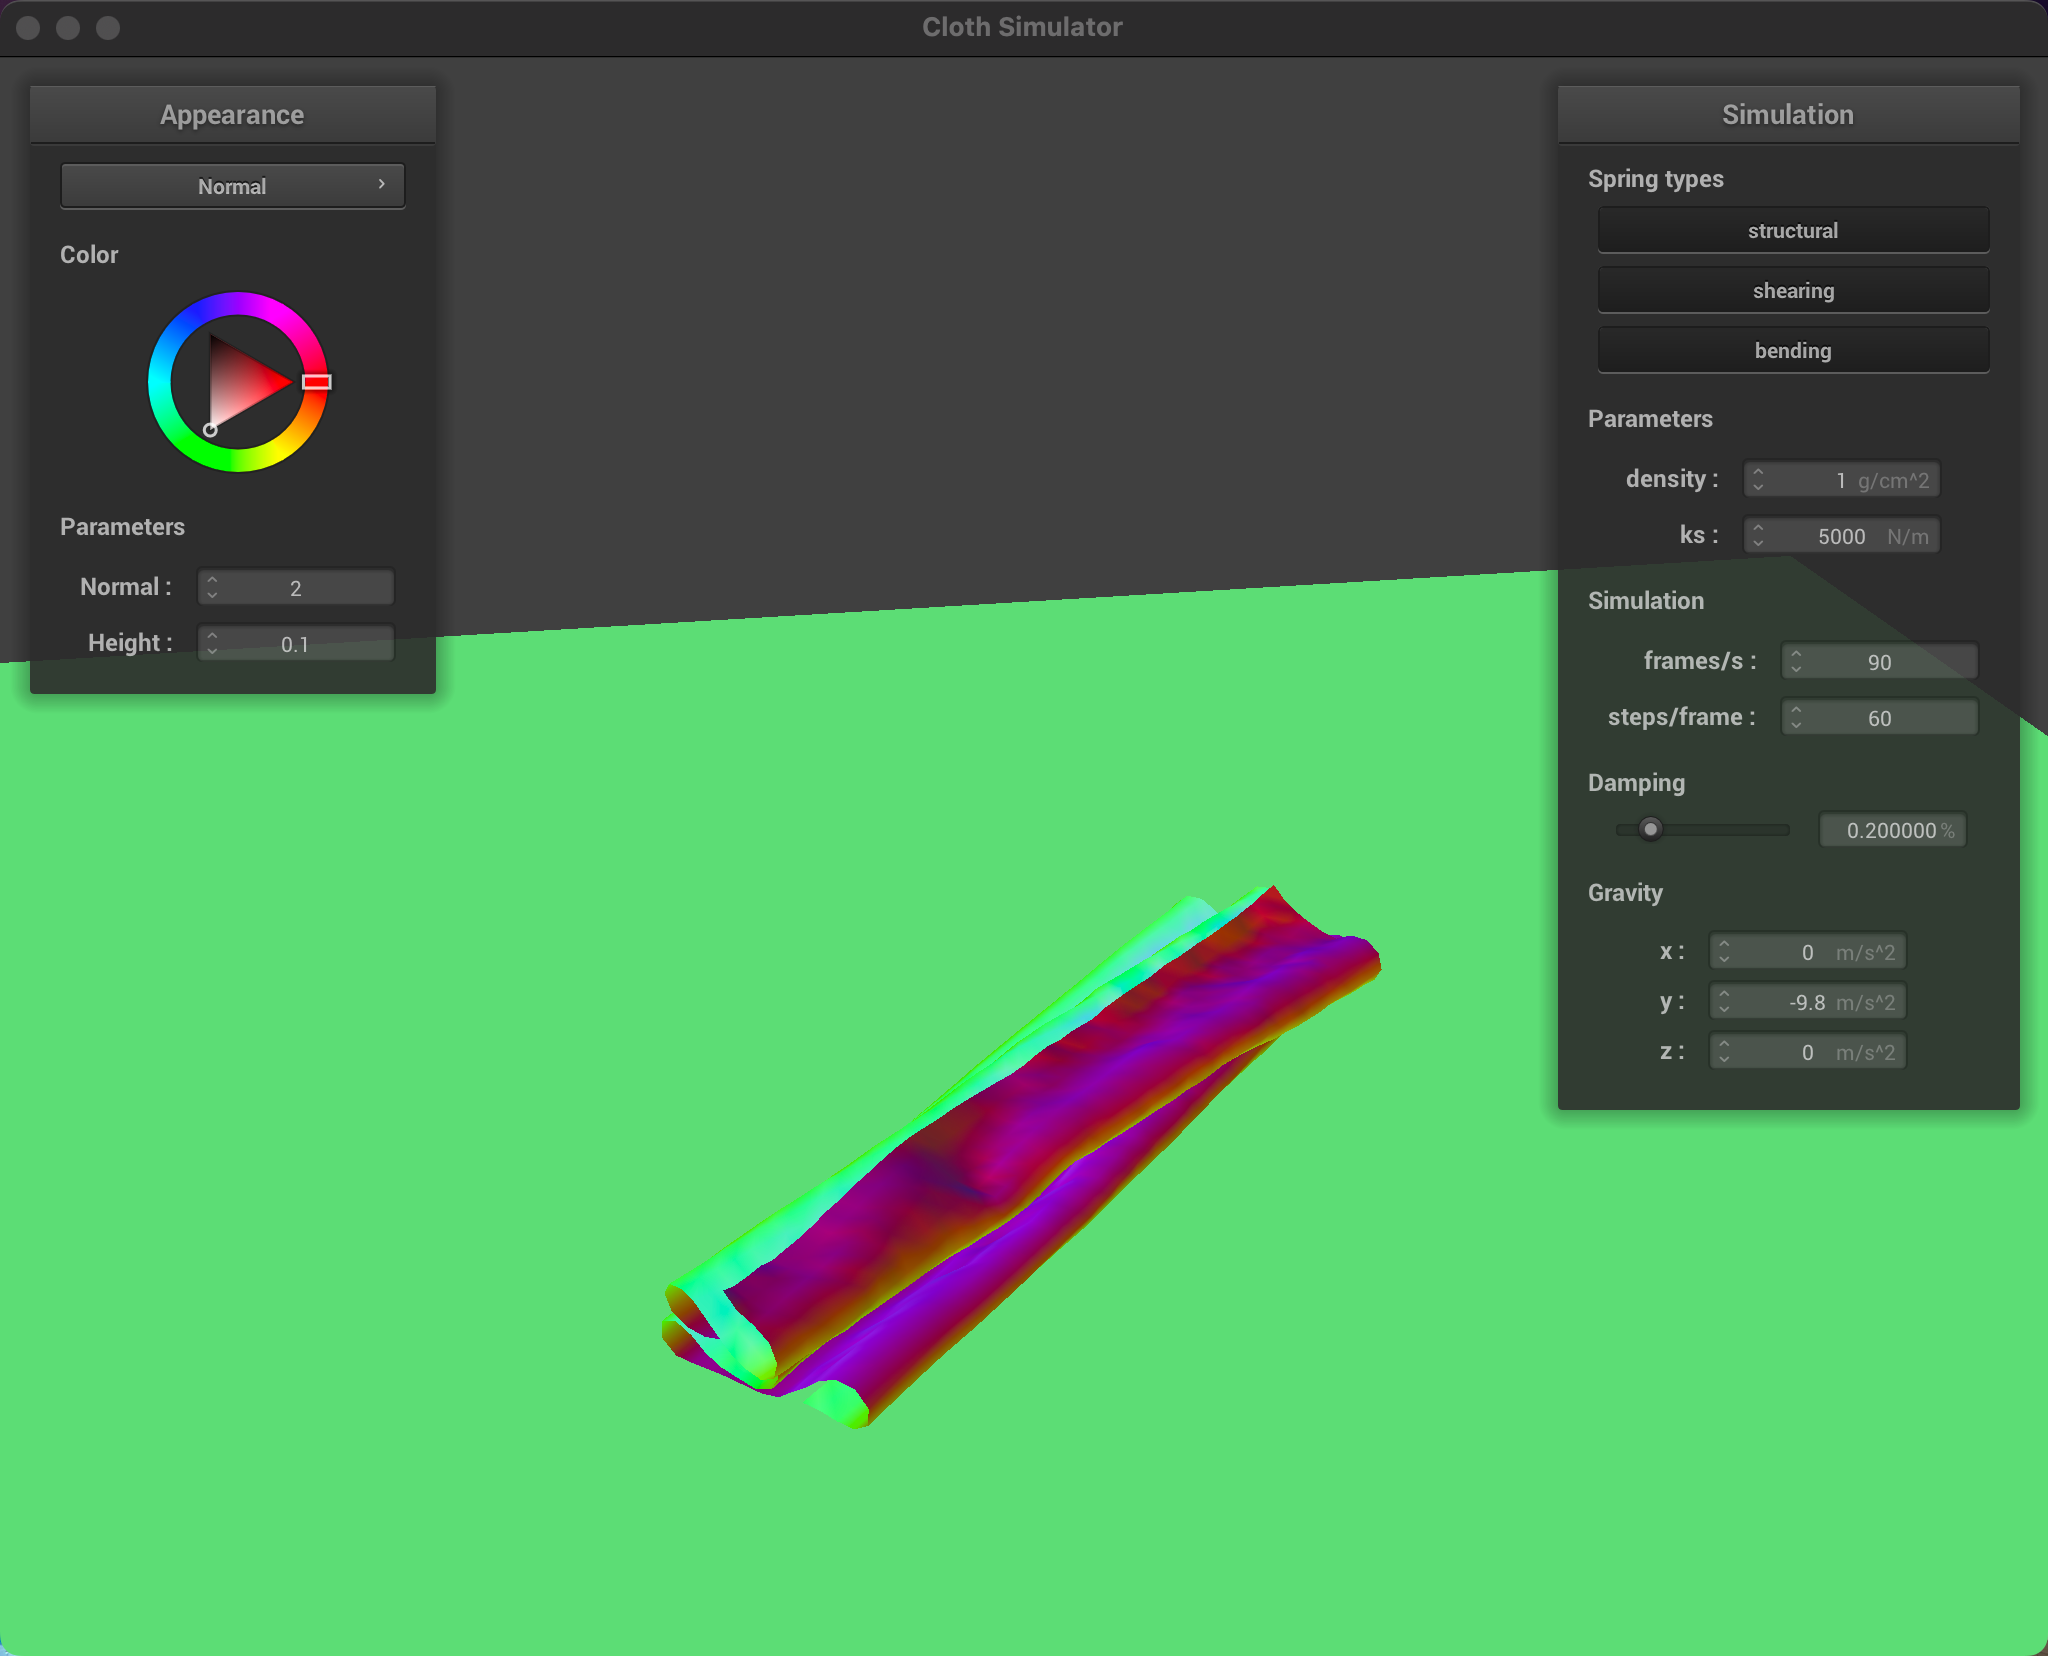 Cloth Simulator
Appearance
Normal
Color
Parameters
Normal : 2
Height : 0.1
Simulation
Spring types
structural
shearing
bending
Parameters
density : 1 g/cm^2
ks : 5000 N/m
Simulation
frames/s : 90
steps/frame : 60
Damping
0.200000 %
Gravity
x : 0 m/s^2
y : -9.8 m/s^2
z : 0 m/s^2